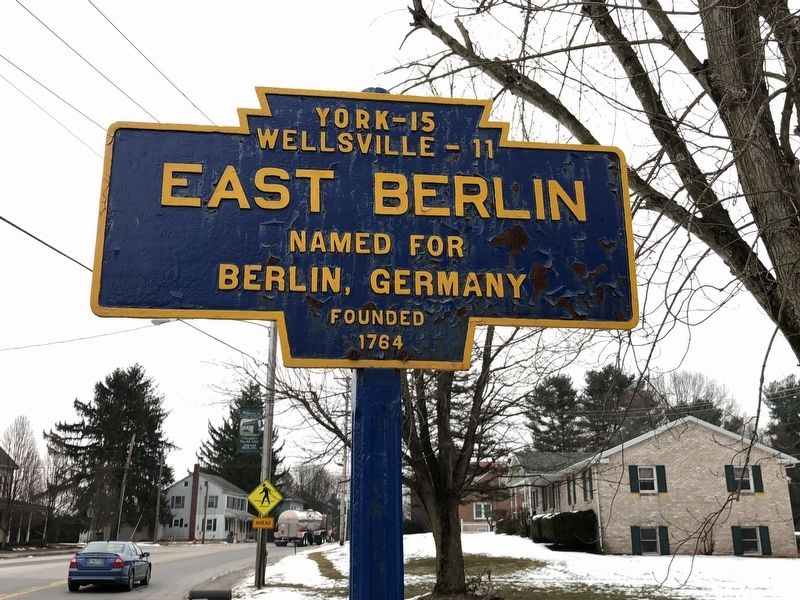 YORK-15
WELLSVILLE - 11
EAST BERLIN
NAMED FOR
BERLIN, GERMANY
FOUNDED
1764
AHEAD